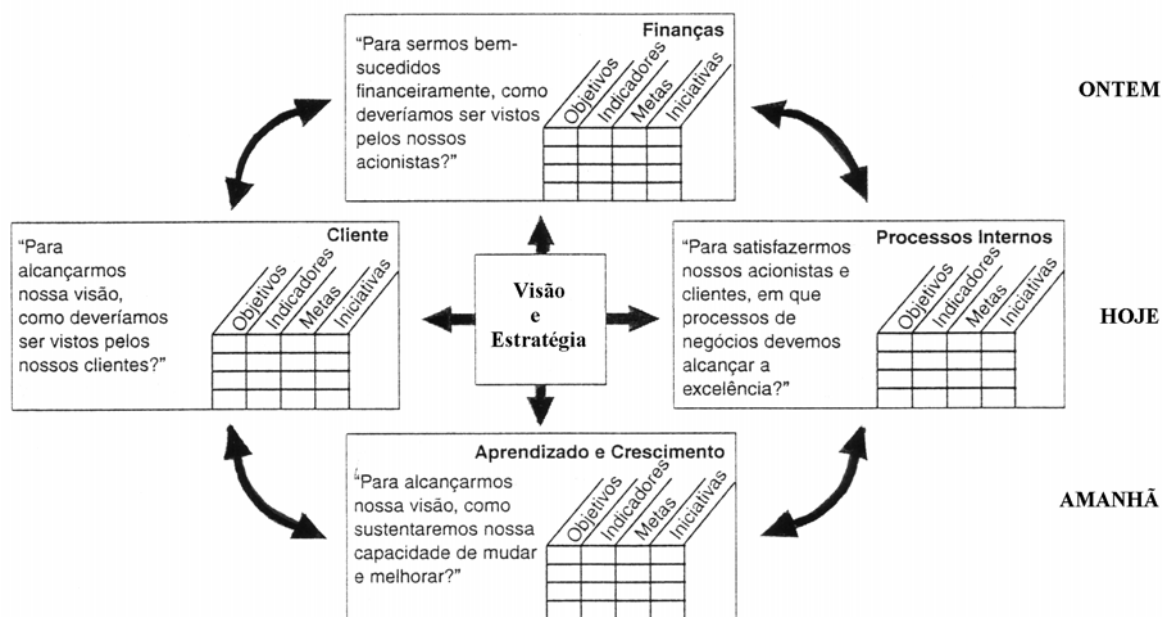 Finanças
"Para sermos bem-
sucedidos
financeiramente, como
deveríamos ser vistos
pelos nossos
acionistas?"
Objetivos
Indicadores
Metas
Iniciativas
ONTEM
Cliente
"Para
alcançarmos
nossa visão,
como deveríamos
ser vistos pelos
nossos clientes?"
Objetivos
Indicadores
Metas
Iniciativas
Visão
e
Estratégia
Processos Internos
"Para satisfazermos
nossos acionistas e
clientes, em que
processos de
negócios devemos
alcançar a
excelência?"
Objetivos
Indicadores
Metas
Iniciativas
HOJE
Aprendizado e Crescimento
"Para alcançarmos
nossa visão, como
sustentaremos nossa
capacidade de mudar
e melhorar?"
Objetivos
Indicadores
Metas
Iniciativas
AMANHÃ